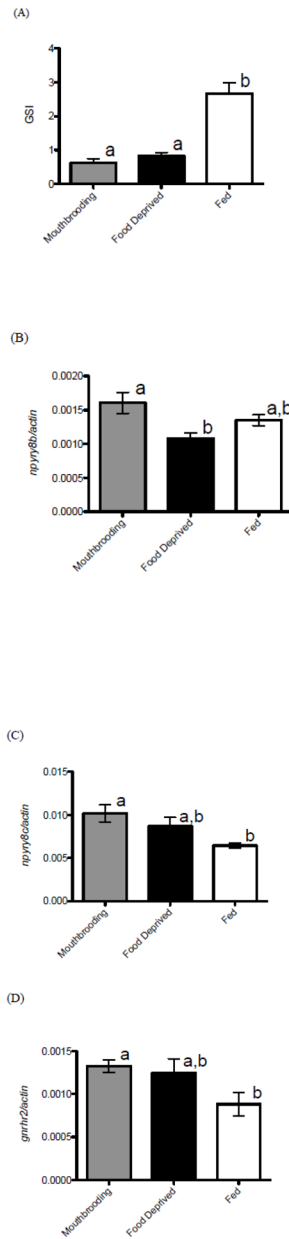 (A)
4
3
2
1
0
GSI
a
a
b
Mouthbrooding
Food Deprived
Fed
(B)
0.0020
0.0015
0.0010
0.0005
0.0000
npyry8b/actin
a
b
a,b
Mouthbrooding
Food Deprived
Fed
(C)
0.015
0.010
0.005
0.000
npyry8c/actin
a
a,b
b
Mouthbrooding
Food Deprived
Fed
(D)
0.0015
0.0010
0.0005
0.0000
gnrhr2/actin
a
a,b
b
Mouthbrooding
Food Deprived
Fed